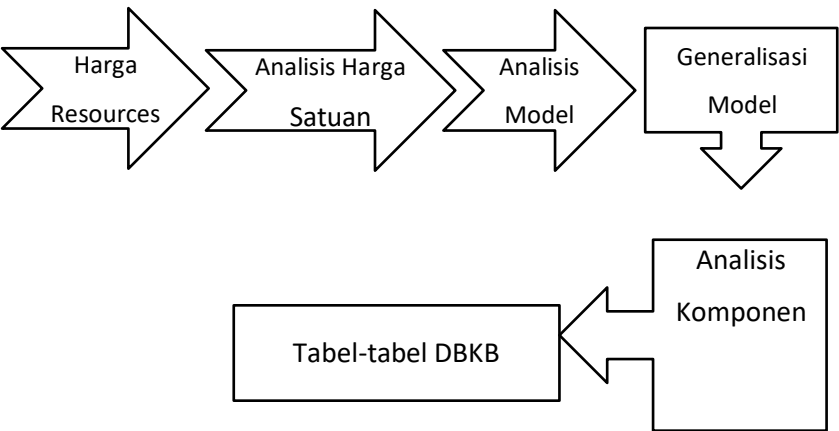 Harga
Resources
Analisis Harga
Satuan
Analisis
Model
Generalisasi
Model
Analisis
Komponen
Tabel-tabel DBKB